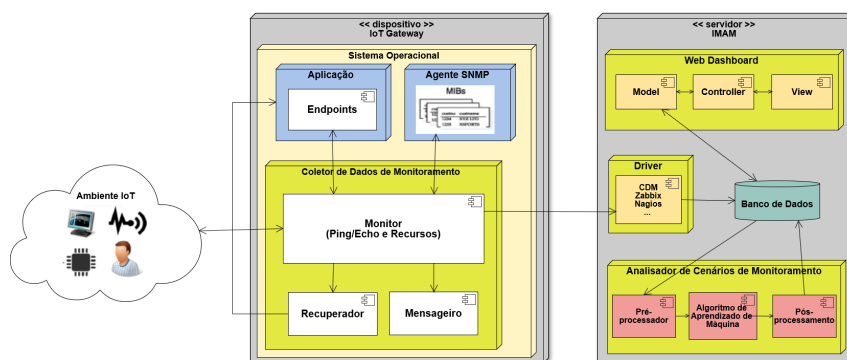 << dispositivo >>
IoT Gateway
Sistema Operacional
Aplicação
Endpoints
Agente SNMP
MIBs
Coletor de Dados de Monitoramento
Monitor
(Ping/Echo e Recursos)
Recuperador
Mensageiro
Ambiente IoT
<< servidor >>
IMAM
Web Dashboard
Model
Controller
View
Driver
CDM
Zabbix
Nagios
...
Banco de Dados
Analisador de Cenários de Monitoramento
Pré-
processador
Algoritmo de
Aprendizado de
Máquina
Pós-
processamento